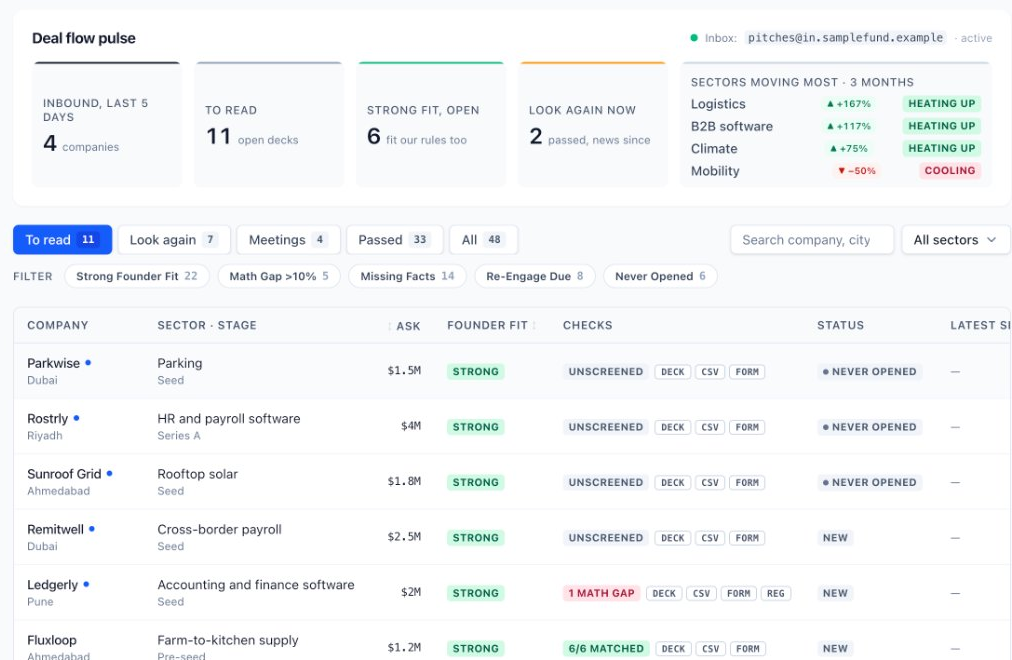 Deal flow pulse
Inbox: pitches@in.samplefund.example · active
INBOUND, LAST 5 DAYS
4 companies
TO READ
11 open decks
STRONG FIT, OPEN
6 fit our rules too
LOOK AGAIN NOW
2 passed, news since
SECTORS MOVING MOST · 3 MONTHS
Logistics ▲ +167% HEATING UP
B2B software ▲ +117% HEATING UP
Climate ▲ +75% HEATING UP
Mobility ▼ −50% COOLING
To read 11 Look again 7 Meetings 4 Passed 33 All 48 Search company, city All sectors
FILTER Strong Founder Fit 22 Math Gap >10% 5 Missing Facts 14 Re-Engage Due 8 Never Opened 6
COMPANY SECTOR · STAGE ASK FOUNDER FIT CHECKS STATUS LATEST
Parkwise Parking $1.5M STRONG UNSCREENED DECK CSV FORM NEVER OPENED —
Dubai Seed
Rostrly HR and payroll software $4M STRONG UNSCREENED DECK CSV FORM NEVER OPENED —
Riyadh Series A
Sunroof Grid Rooftop solar $1.8M STRONG UNSCREENED DECK CSV FORM NEVER OPENED —
Ahmedabad Seed
Remitwell Cross-border payroll $2.5M STRONG UNSCREENED DECK CSV FORM NEW —
Dubai Seed
Ledgerly Accounting and finance software $2M STRONG 1 MATH GAP DECK CSV FORM REG NEW —
Pune Seed
Fluxloop Farm-to-kitchen supply $1.2M STRONG 6/6 MATCHED DECK CSV FORM NEW —
Ahmedabad Pre-seed